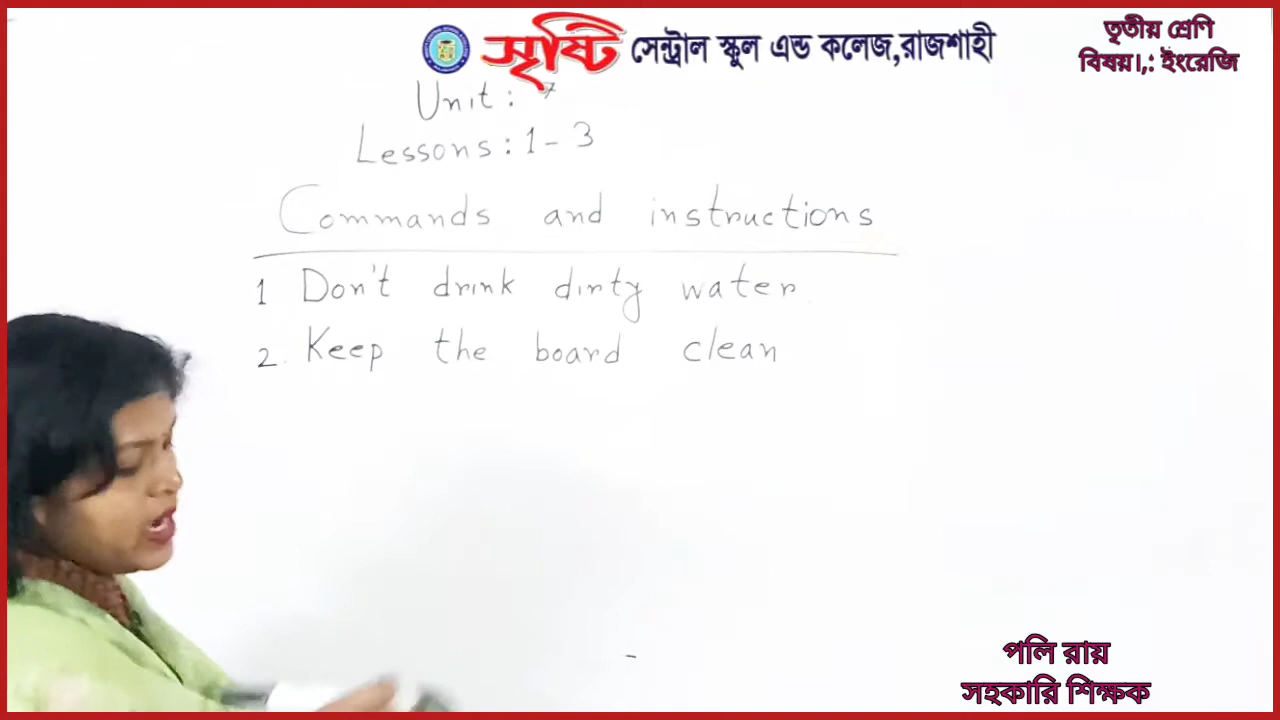 সৃষ্টি সেন্ট্রাল স্কুল এন্ড কলেজ,রাজশাহী
তৃতীয় শ্রেণি
বিষয়।,: ইংরেজি
Unit: 7
Lessons: 1 - 3
Commands and instructions
1 Don't drink dirty water
2. Keep the board clean
পলি রায়
সহকারি শিক্ষক